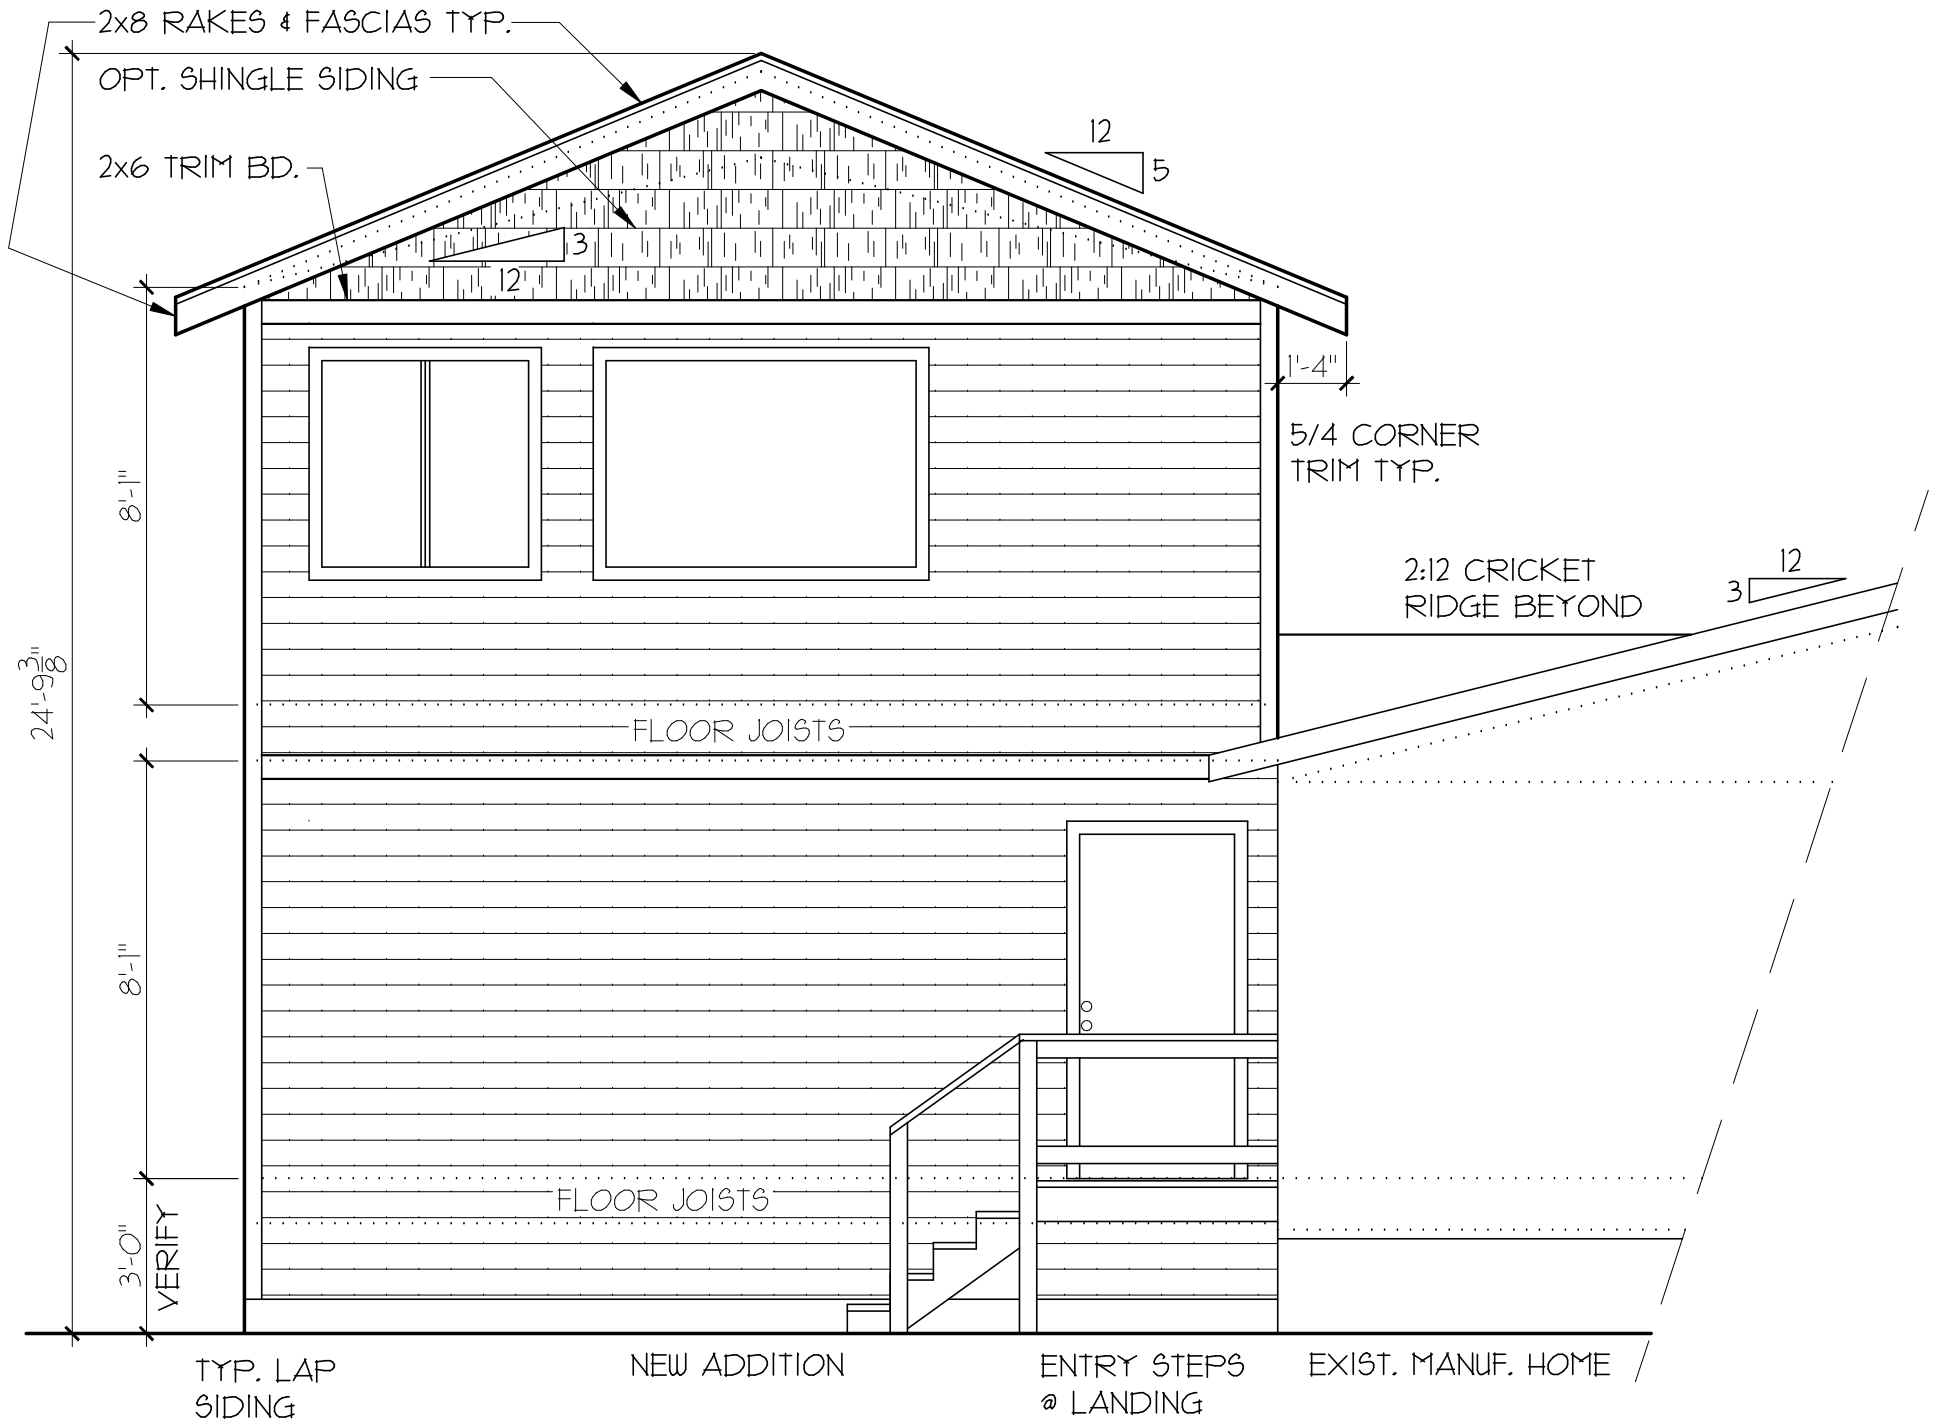 2x8 RAKES & FASCIAS TYP.
OPT. SHINGLE SIDING
2x6 TRIM BD.
12
5
3
12
1'-4"
5/4 CORNER
TRIM TYP.
8'-1"
2:12 CRICKET
RIDGE BEYOND
12
3
24'-9 3/8"
FLOOR JOISTS
8'-1"
FLOOR JOISTS
3'-0"
VERIFY
TYP. LAP
SIDING
NEW ADDITION
ENTRY STEPS
@ LANDING
EXIST. MANUF. HOME